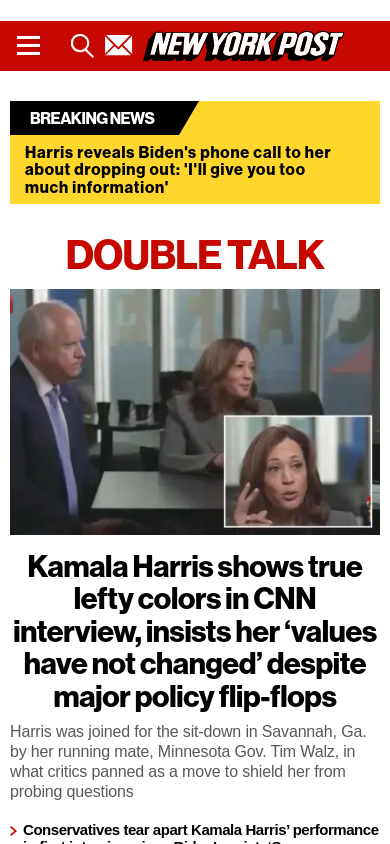 NEW YORK POST
BREAKING NEWS
Harris reveals Biden's phone call to her
about dropping out: 'I'll give you too
much information'
DOUBLE TALK
Kamala Harris shows true
lefty colors in CNN
interview, insists her ‘values
have not changed’ despite
major policy flip-flops
Harris was joined for the sit-down in Savannah, Ga.
by her running mate, Minnesota Gov. Tim Walz, in
what critics panned as a move to shield her from
probing questions
Conservatives tear apart Kamala Harris’ performance